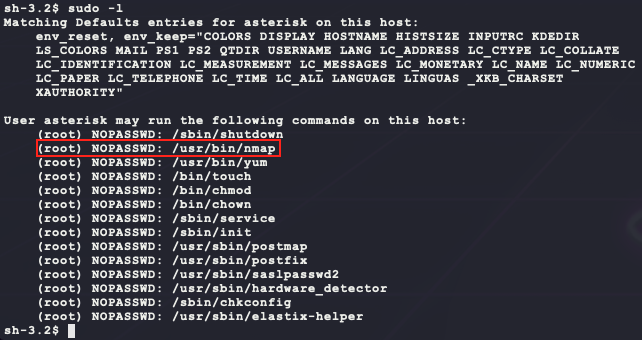 sh-3.2$ sudo -l
Matching Defaults entries for asterisk on this host:
env_reset, env_keep="COLORS DISPLAY HOSTNAME HISTSIZE INPUTRC KDEDIR
LS_COLORS MAIL PS1 PS2 QTDIR USERNAME LANG LC_ADDRESS LC_CTYPE LC_COLLATE
LC_IDENTIFICATION LC_MEASUREMENT LC_MESSAGES LC_MONETARY LC_NAME LC_NUMERIC
LC_PAPER LC_TELEPHONE LC_TIME LC_ALL LANGUAGE LINGUAS _XKB_CHARSET
XAUTHORITY"
User asterisk may run the following commands on this host:
(root) NOPASSWD: /sbin/shutdown
(root) NOPASSWD: /usr/bin/nmap
(root) NOPASSWD: /usr/bin/yum
(root) NOPASSWD: /bin/touch
(root) NOPASSWD: /bin/chmod
(root) NOPASSWD: /bin/chown
(root) NOPASSWD: /sbin/service
(root) NOPASSWD: /sbin/init
(root) NOPASSWD: /usr/sbin/postmap
(root) NOPASSWD: /usr/sbin/postfix
(root) NOPASSWD: /usr/sbin/saslpasswd2
(root) NOPASSWD: /usr/sbin/hardware_detector
(root) NOPASSWD: /sbin/chkconfig
(root) NOPASSWD: /usr/sbin/elastix-helper
sh-3.2$